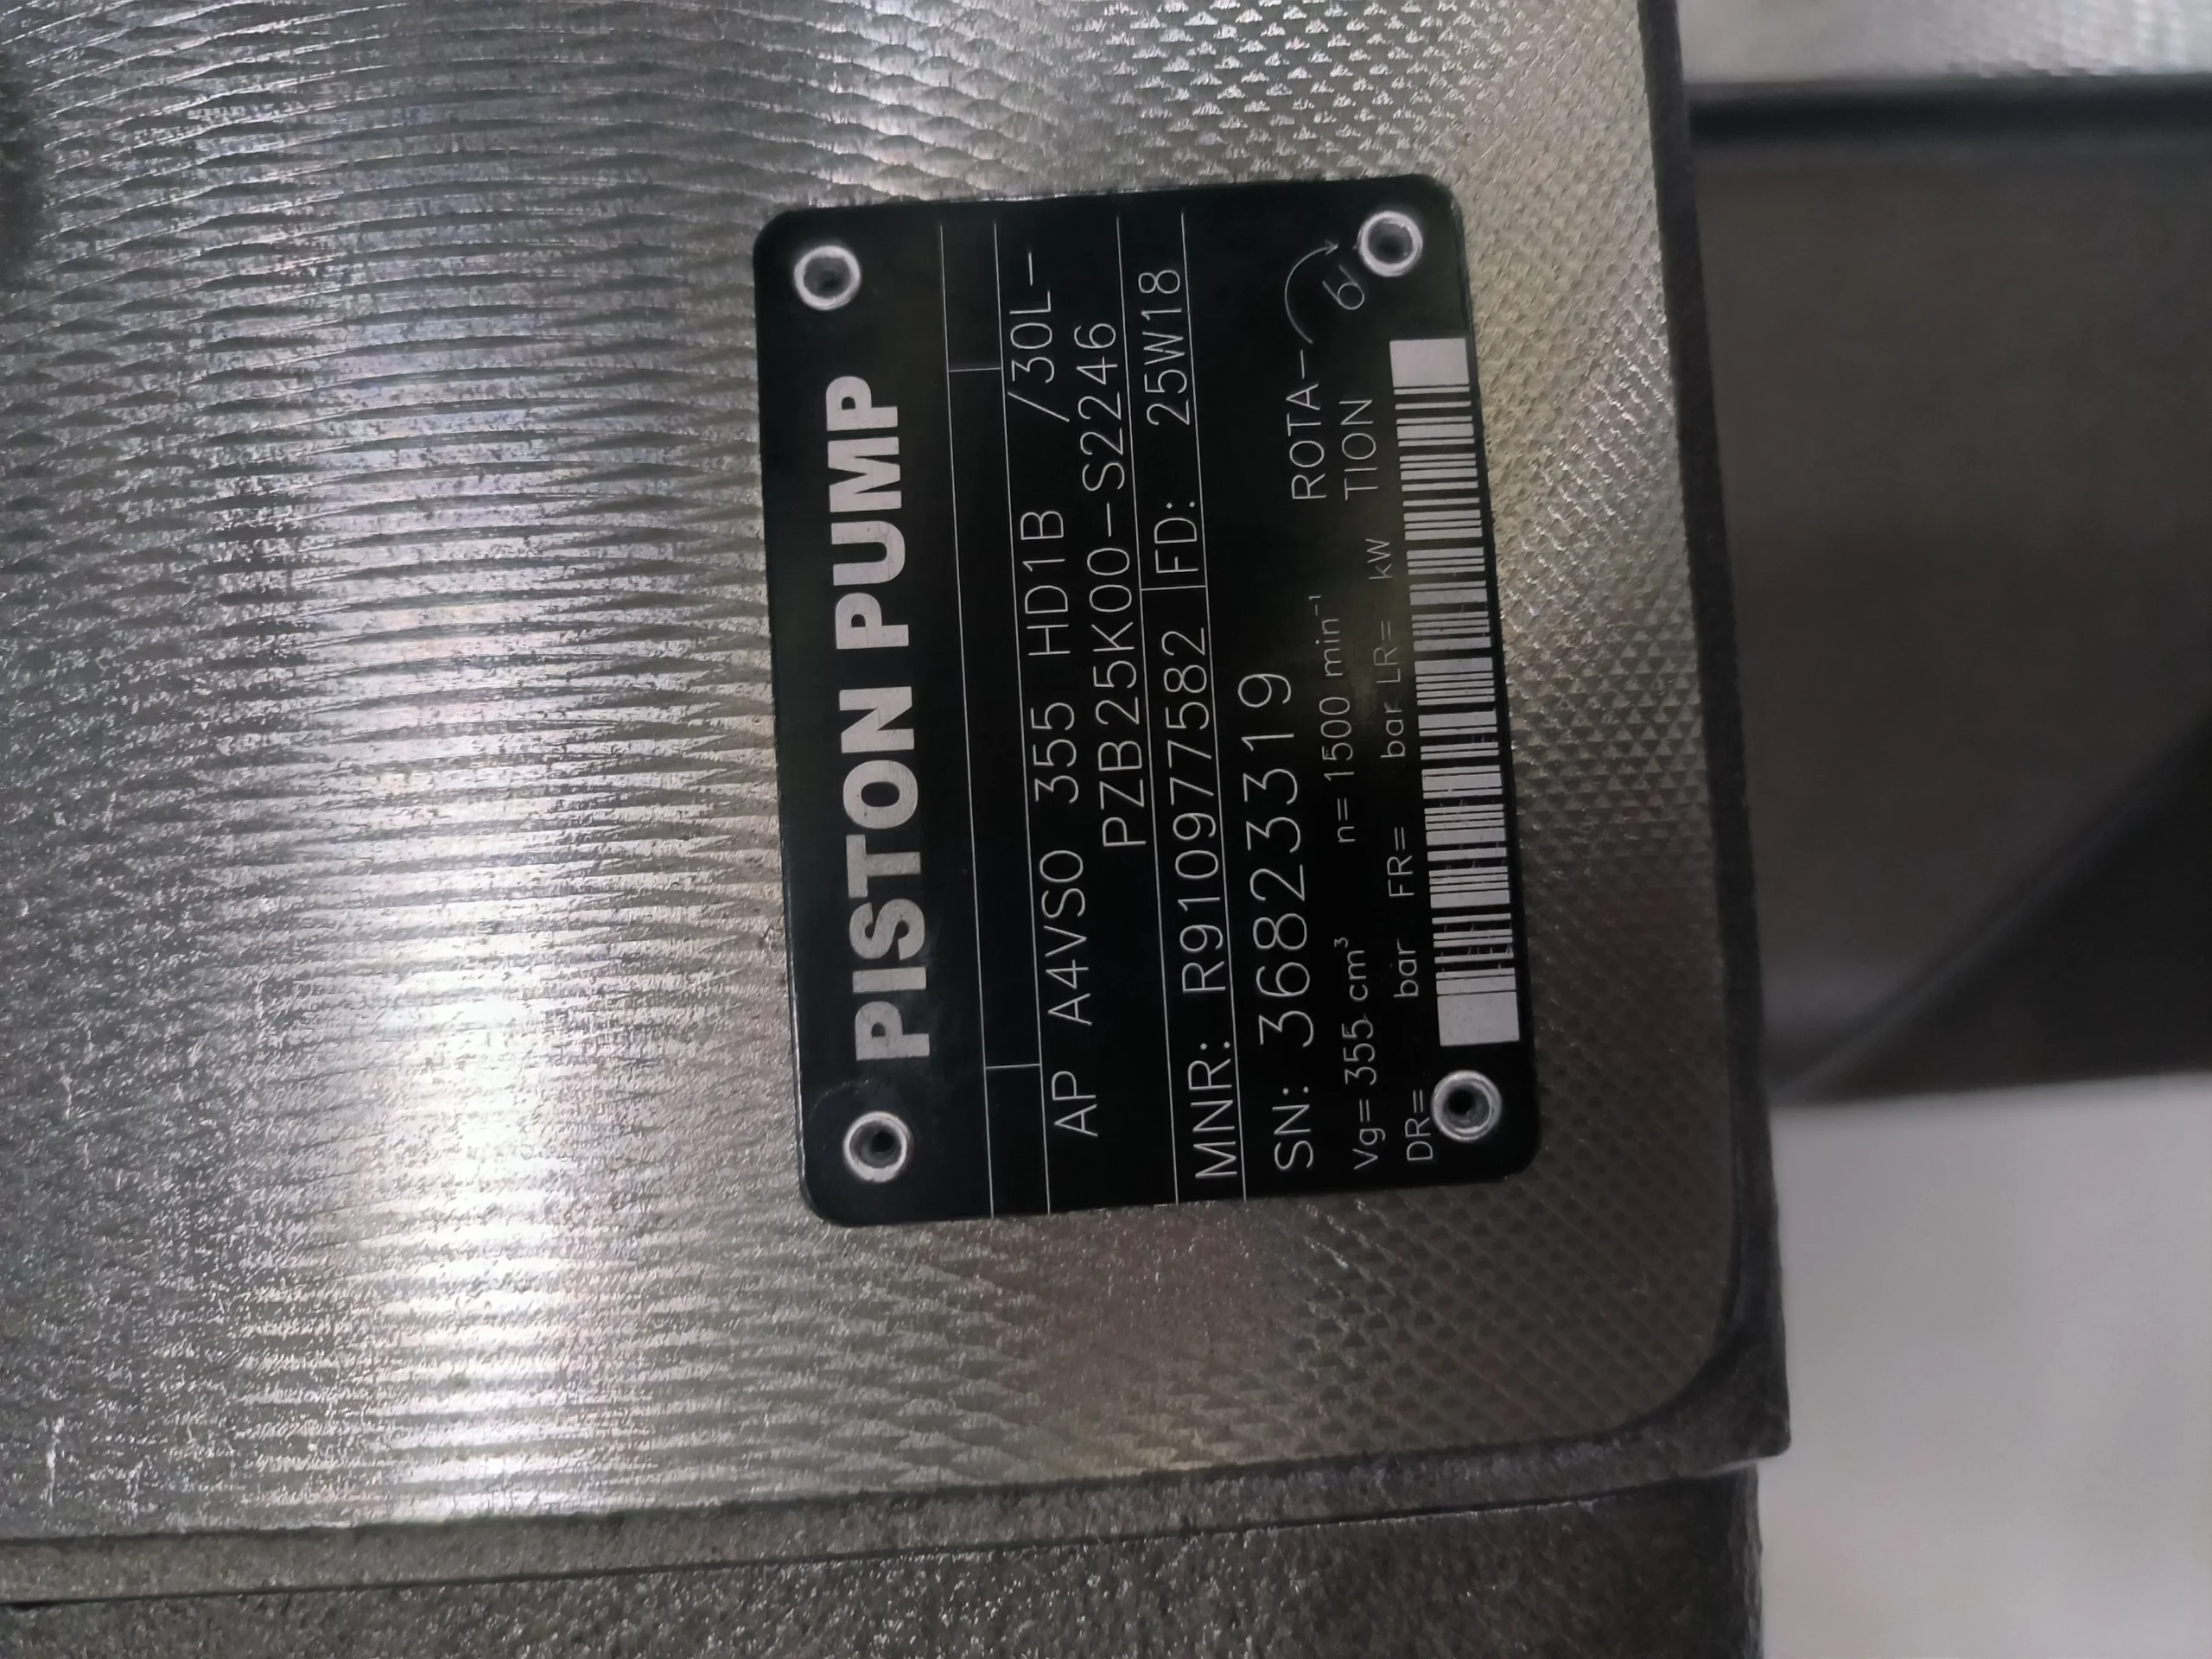 PISTON PUMP
AP A4VSO 355 HD1B /30L-
PZB25K00-S2246
MNR: R910977582 FD: 25W18
SN: 36823319
ROTA-
TION
Vg= 355 cm³ n= 1500 min⁻¹
DR= bar FR= bar LR= kW